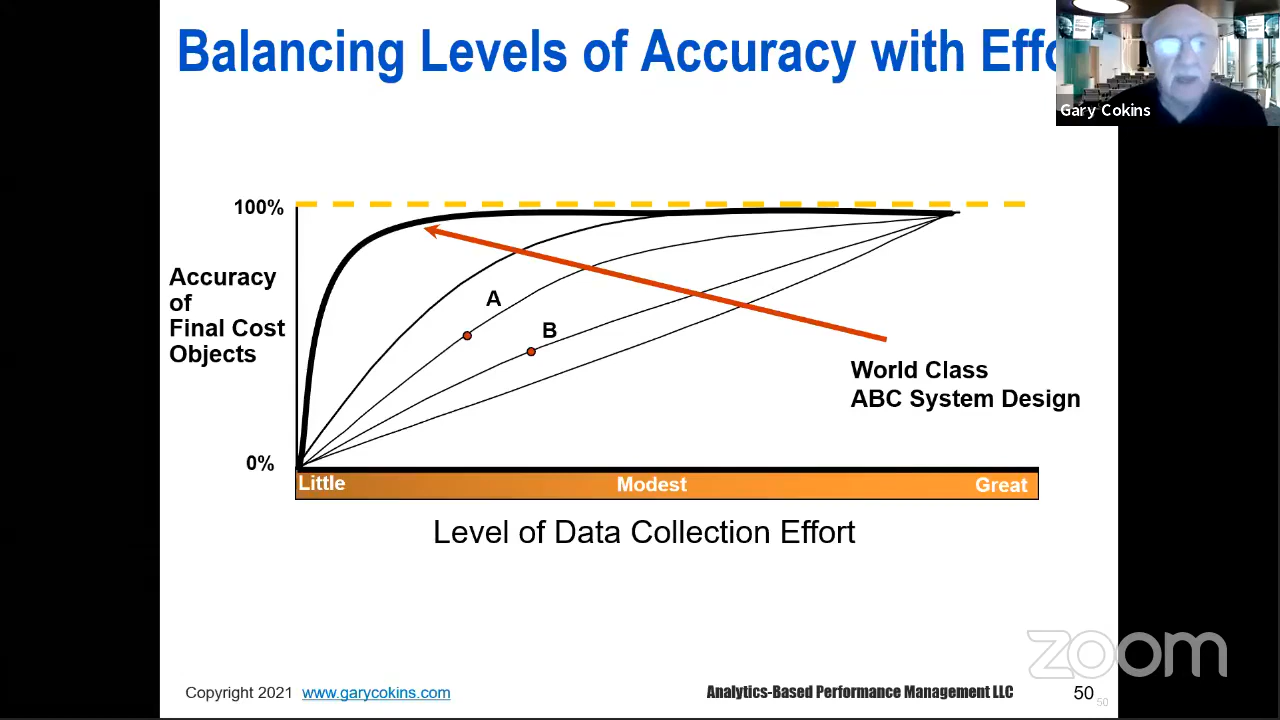 Balancing Levels of Accuracy with Effo
Gary Cokins
100%
Accuracy
of
Final Cost
Objects
A
B
World Class
ABC System Design
0%
Little
Modest
Great
Level of Data Collection Effort
zoom
Copyright 2021 www.garycokins.com
Analytics-Based Performance Management LLC
50
50